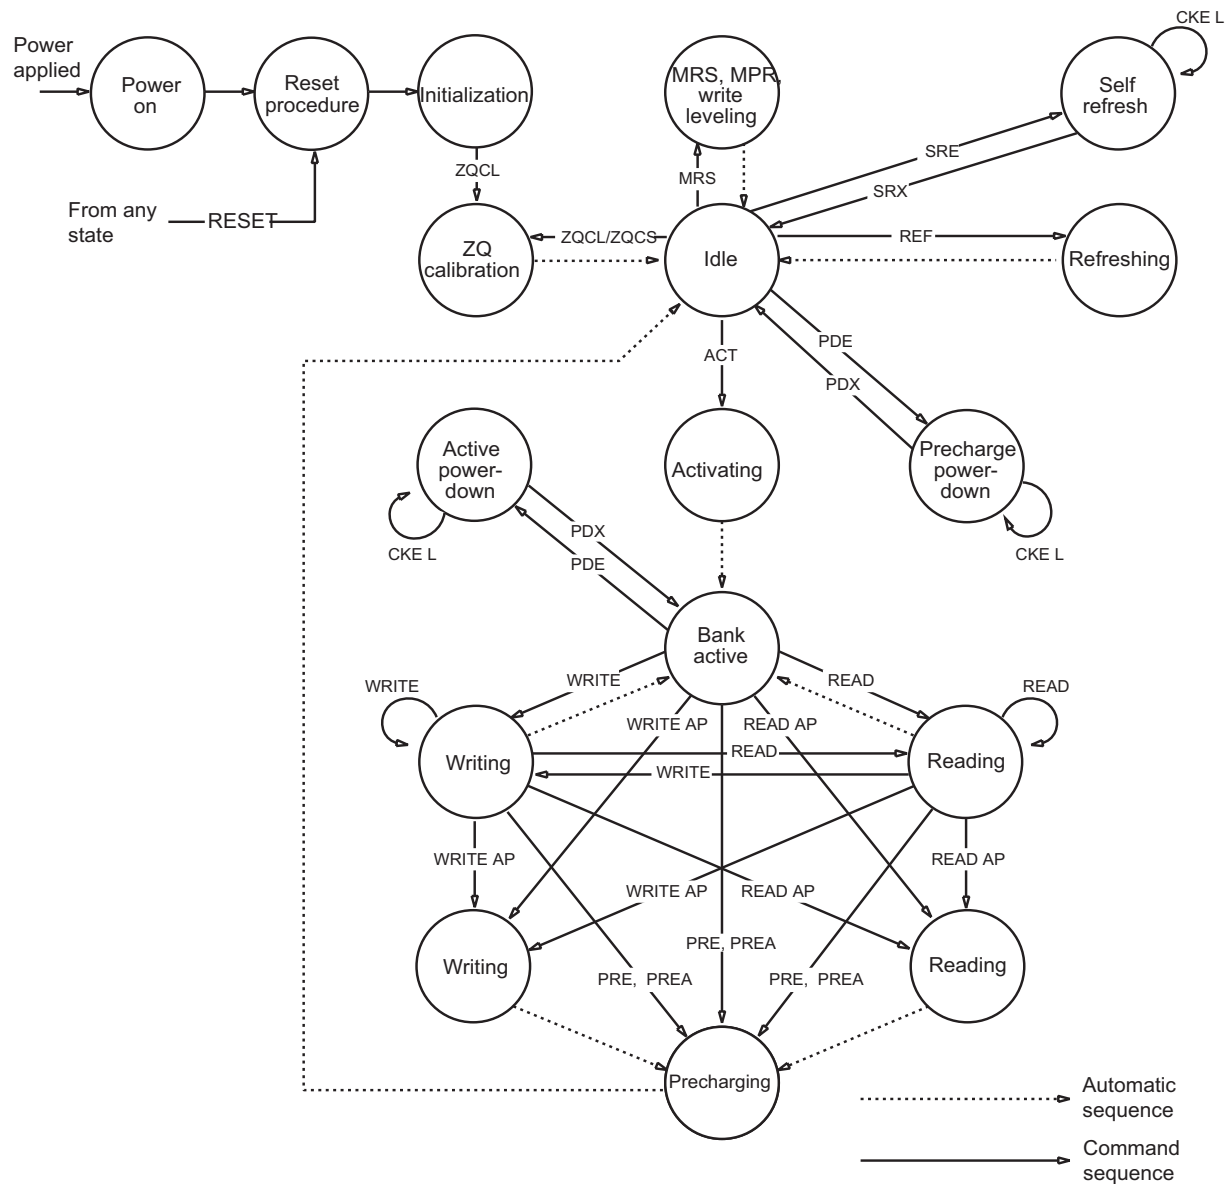 Power
applied
Power
on
Reset
procedure
Initialization
MRS, MPR,
write
leveling
CKE L
Self
refresh
ZQCL
From any
state
RESET
MRS
SRE
SRX
ZQ
calibration
ZQCL/ZQCS
Idle
REF
Refreshing
ACT
PDE
PDX
Active
power-
down
CKE L
Activating
Precharge
power-
down
CKE L
PDX
PDE
Bank
active
WRITE
WRITE
READ
READ
WRITE AP
READ AP
Writing
READ
WRITE
Reading
WRITE AP
READ AP
WRITE AP
READ AP
PRE, PREA
Writing
Reading
PRE, PREA
PRE, PREA
Precharging
Automatic
sequence
Command
sequence